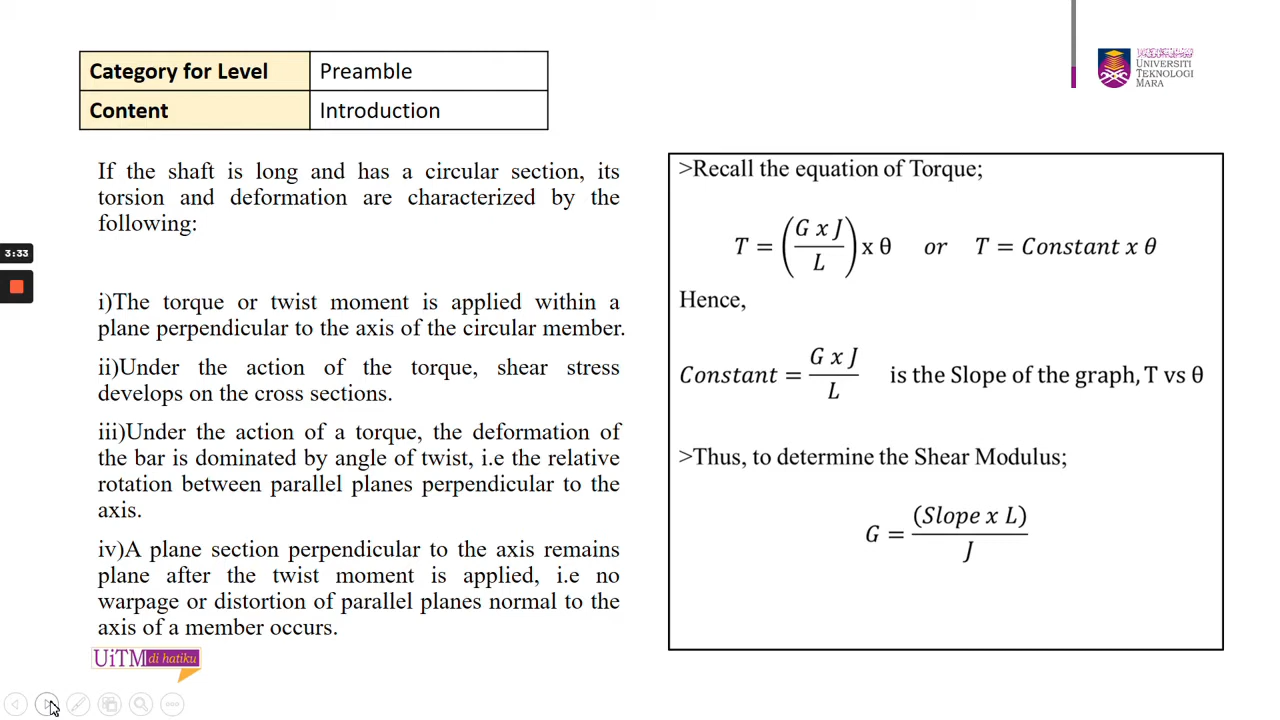 Category for Level
Preamble
Content
Introduction
UNIVERSITI
TEKNOLOGI
MARA
If the shaft is long and has a circular section, its
torsion and deformation are characterized by the
following:
3:33
i)The torque or twist moment is applied within a
plane perpendicular to the axis of the circular member.
ii)Under the action of the torque, shear stress
develops on the cross sections.
iii)Under the action of a torque, the deformation of
the bar is dominated by angle of twist, i.e the relative
rotation between parallel planes perpendicular to the
axis.
iv)A plane section perpendicular to the axis remains
plane after the twist moment is applied, i.e no
warpage or distortion of parallel planes normal to the
axis of a member occurs.
UiTM di hatiku
>Recall the equation of Torque;
T = (G x J / L) x θ or T = Constant x θ
Hence,
Constant = G x J / L is the Slope of the graph, T vs θ
>Thus, to determine the Shear Modulus;
G = (Slope x L) / J